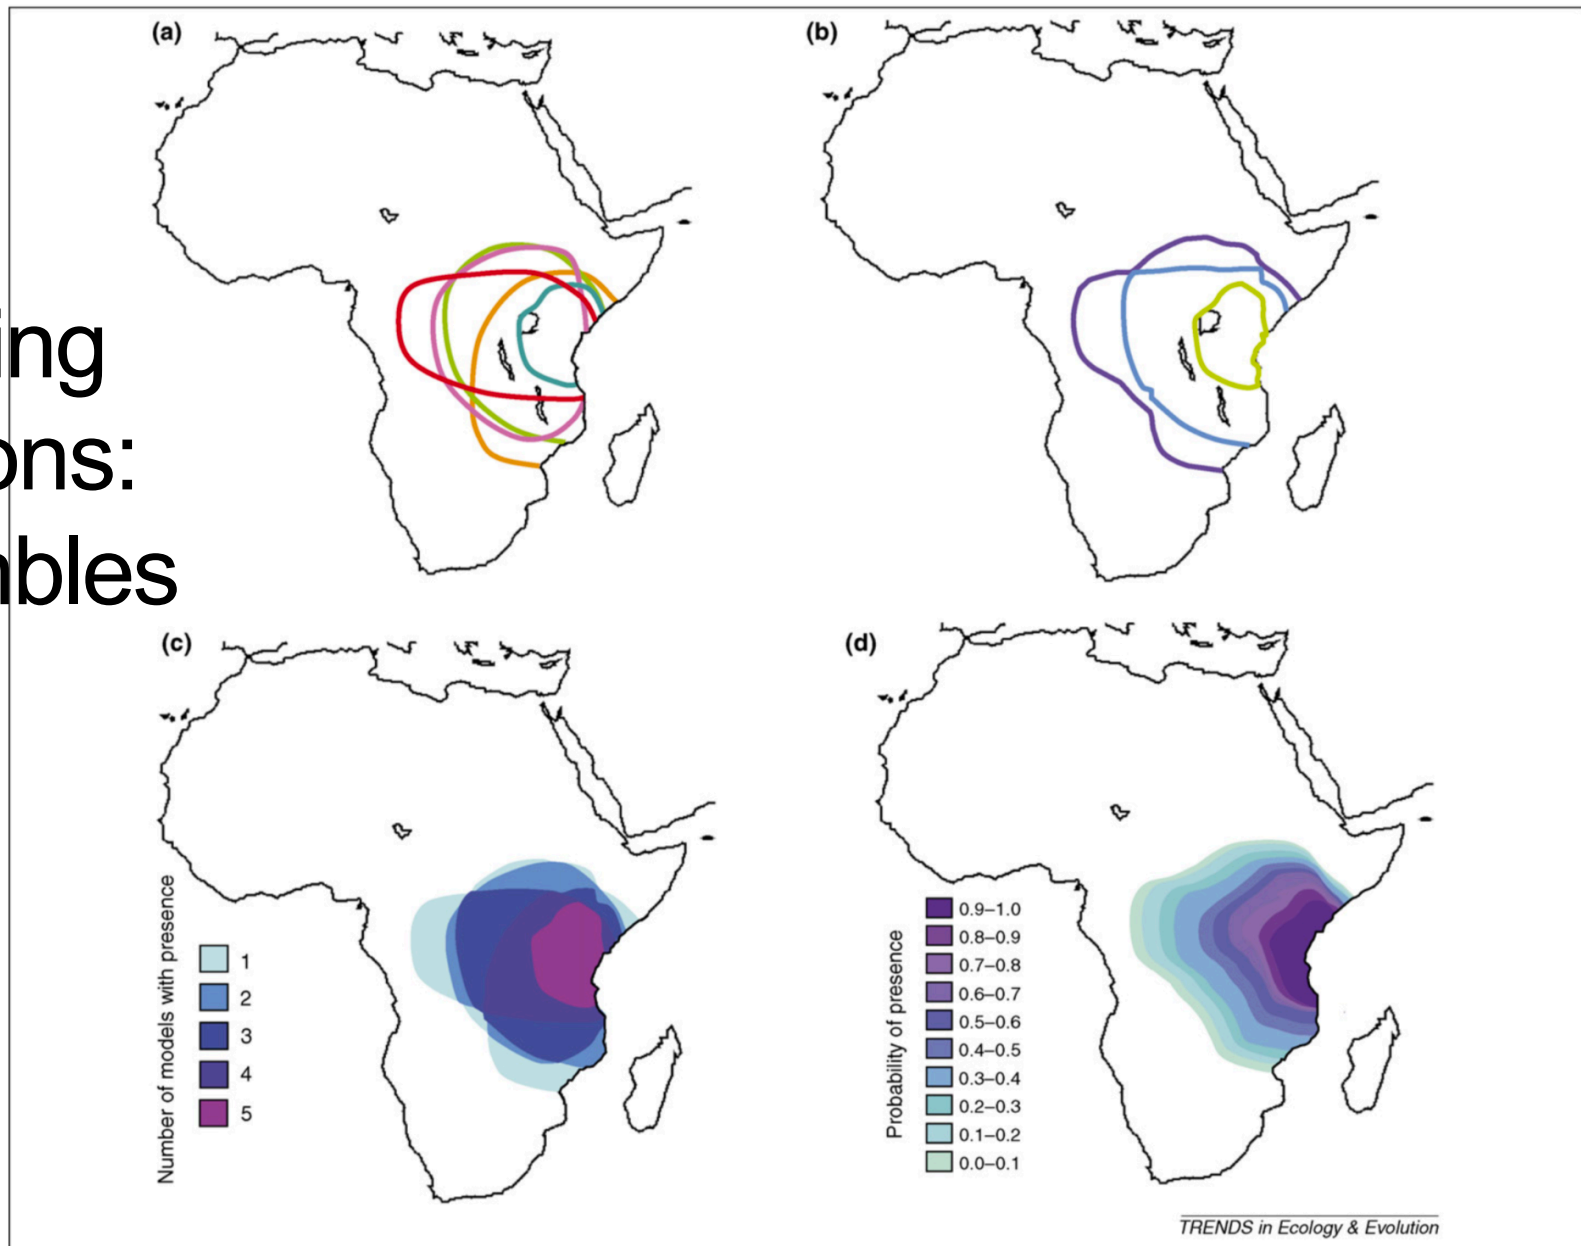 (a)
(b)
ing
ons:
nbles
(c)
(d)
Number of models with presence
1
2
3
4
5
Probability of presence
0.9–1.0
0.8–0.9
0.7–0.8
0.6–0.7
0.5–0.6
0.4–0.5
0.3–0.4
0.2–0.3
0.1–0.2
0.0–0.1
TRENDS in Ecology & Evolution